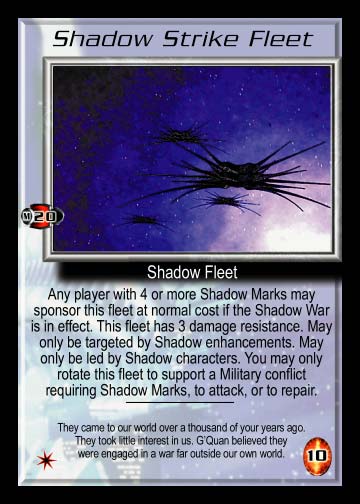 Shadow Strike Fleet
M 20
Shadow Fleet
Any player with 4 or more Shadow Marks may
sponsor this fleet at normal cost if the Shadow War
is in effect. This fleet has 3 damage resistance. May
only be targeted by Shadow enhancements. May
only be led by Shadow characters. You may only
rotate this fleet to support a Military conflict
requiring Shadow Marks, to attack, or to repair.
They came to our world over a thousand of your years ago.
They took little interest in us. G'Quan believed they
were engaged in a war far outside our own world.
10